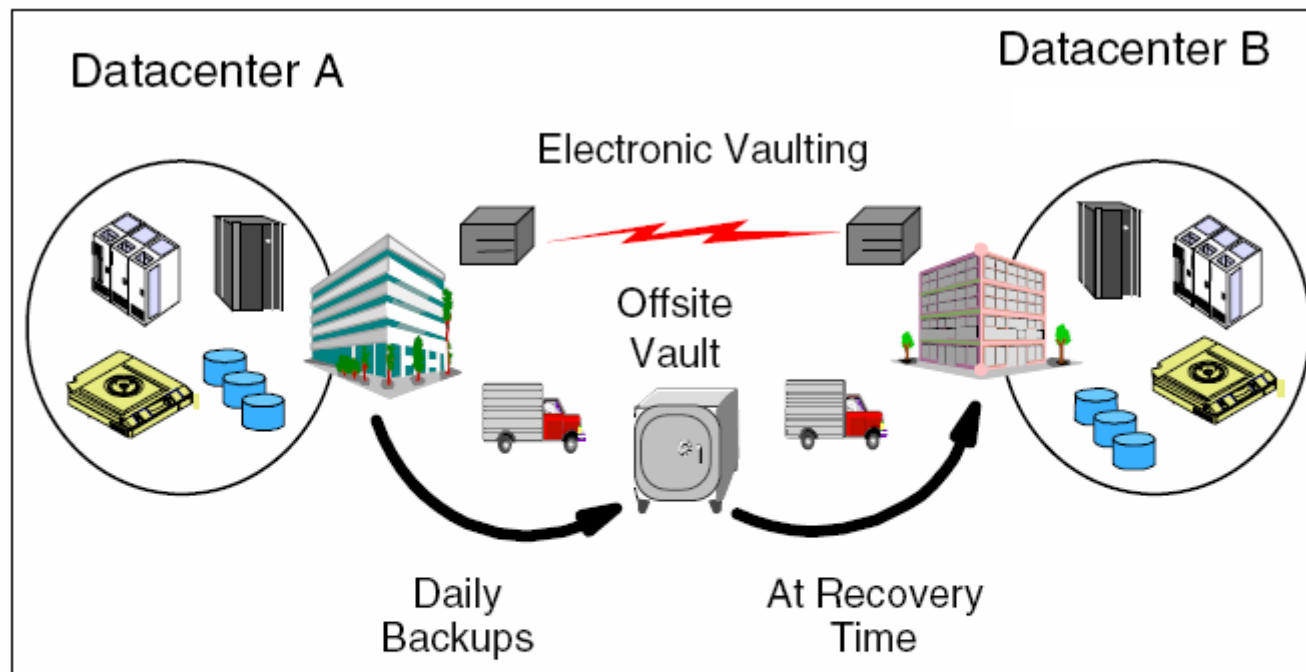 Datacenter A
Datacenter B
Electronic Vaulting
Offsite
Vault
Daily
Backups
At Recovery
Time